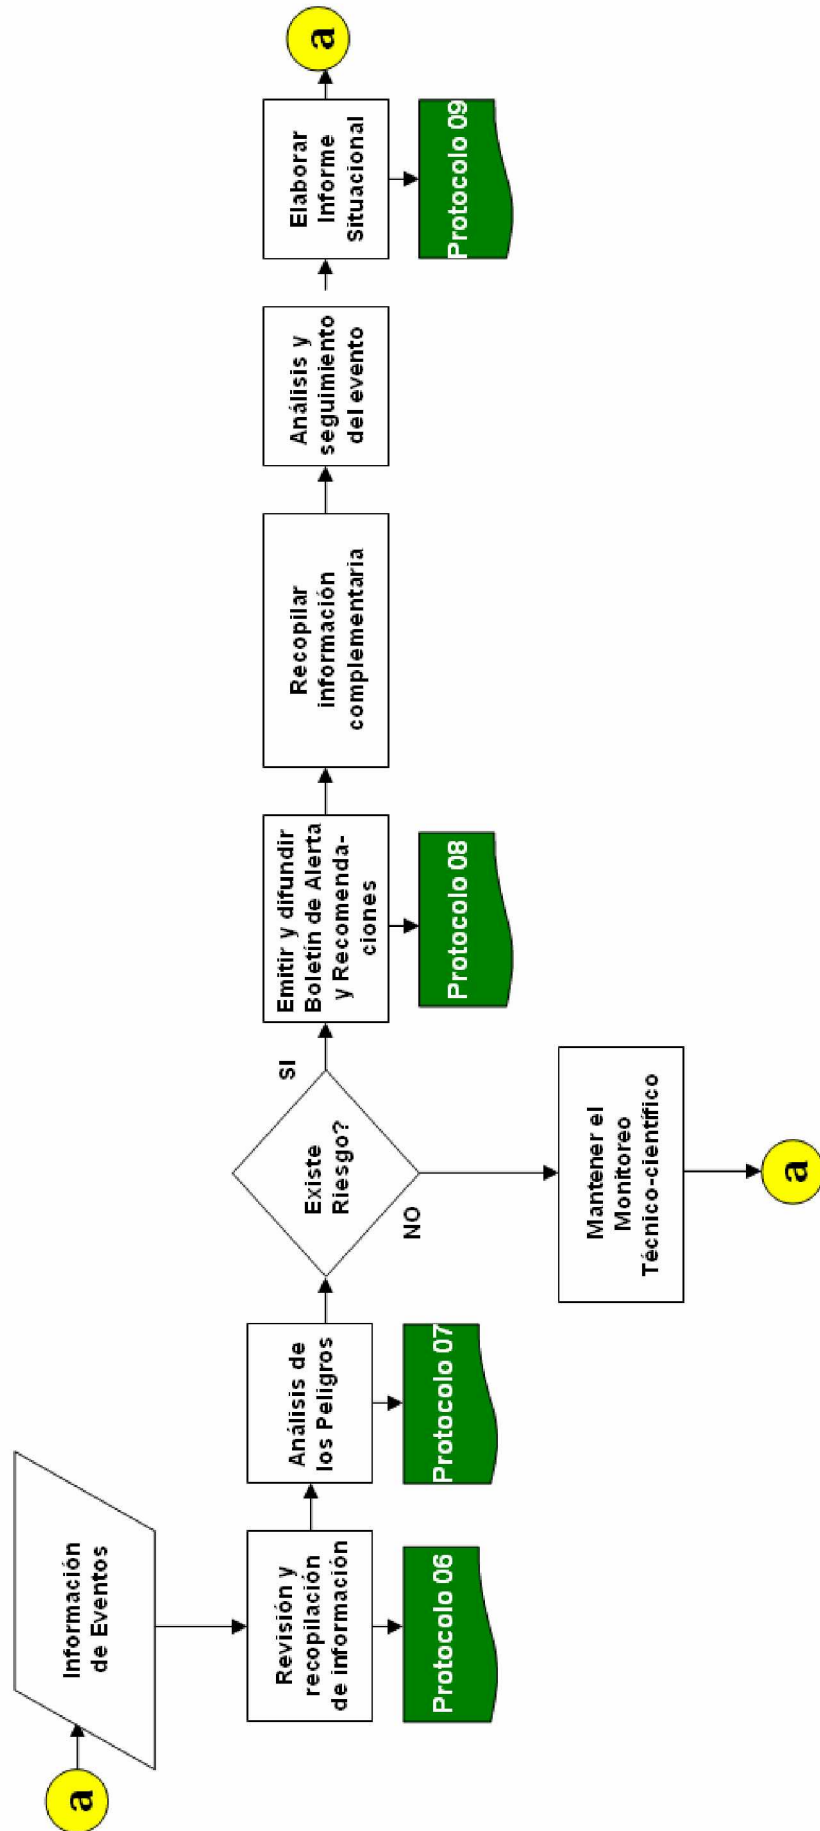 a
Información
de Eventos
Revisión y
recopilación
de información
Protocolo 06
Análisis de
los Peligros
Protocolo 07
Existe
Riesgo?
SI
NO
Mantener el
Monitoreo
Técnico-científico
a
Emitir y difundir
Boletín de Alerta
y Recomenda-
ciones
Protocolo 08
Recopilar
información
complementaria
Análisis y
seguimiento
del evento
Elaborar
Informe
Situacional
Protocolo 09
a